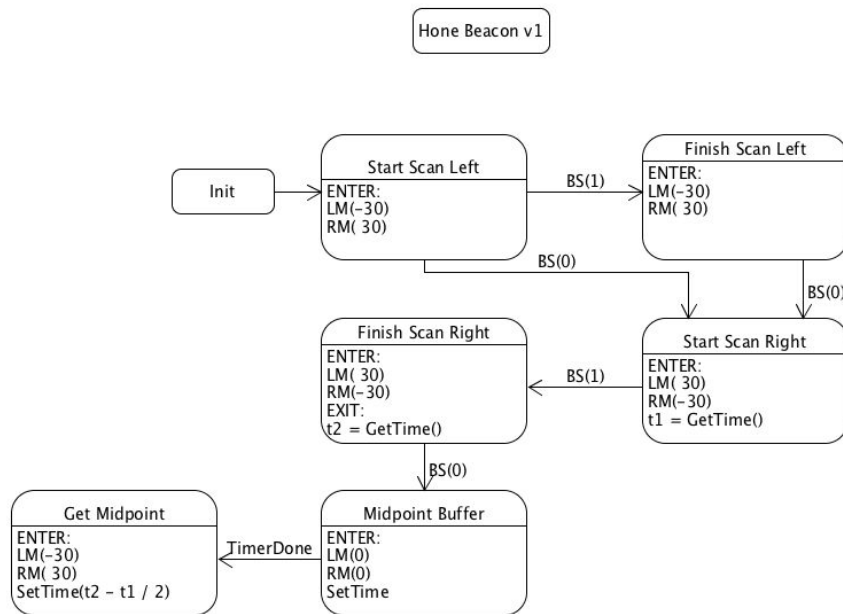 Hone Beacon v1
Init
Start Scan Left
ENTER:
LM(-30)
RM( 30)
BS(1)
Finish Scan Left
ENTER:
LM(-30)
RM( 30)
BS(0)
BS(0)
Finish Scan Right
ENTER:
LM( 30)
RM(-30)
EXIT:
t2 = GetTime()
BS(1)
Start Scan Right
ENTER:
LM( 30)
RM(-30)
t1 = GetTime()
BS(0)
Get Midpoint
ENTER:
LM(-30)
RM( 30)
SetTime(t2 - t1 / 2)
TimerDone
Midpoint Buffer
ENTER:
LM(0)
RM(0)
SetTime